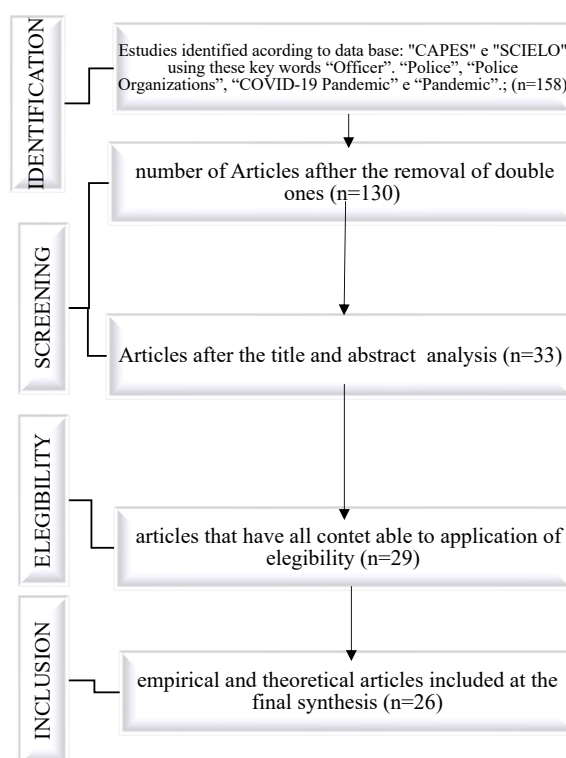 IDENTIFICATION
Estudies identified acording to data base: "CAPES" e "SCIELO"
using these key words “Officer”. “Police”, “Police
Organizations”, “COVID-19 Pandemic” e “Pandemic”.; (n=158)
SCREENING
number of Articles afther the removal of double
ones (n=130)
Articles after the title and abstract analysis (n=33)
ELEGIBILITY
articles that have all contet able to application of
elegibility (n=29)
INCLUSION
empirical and theoretical articles included at the
final synthesis (n=26)